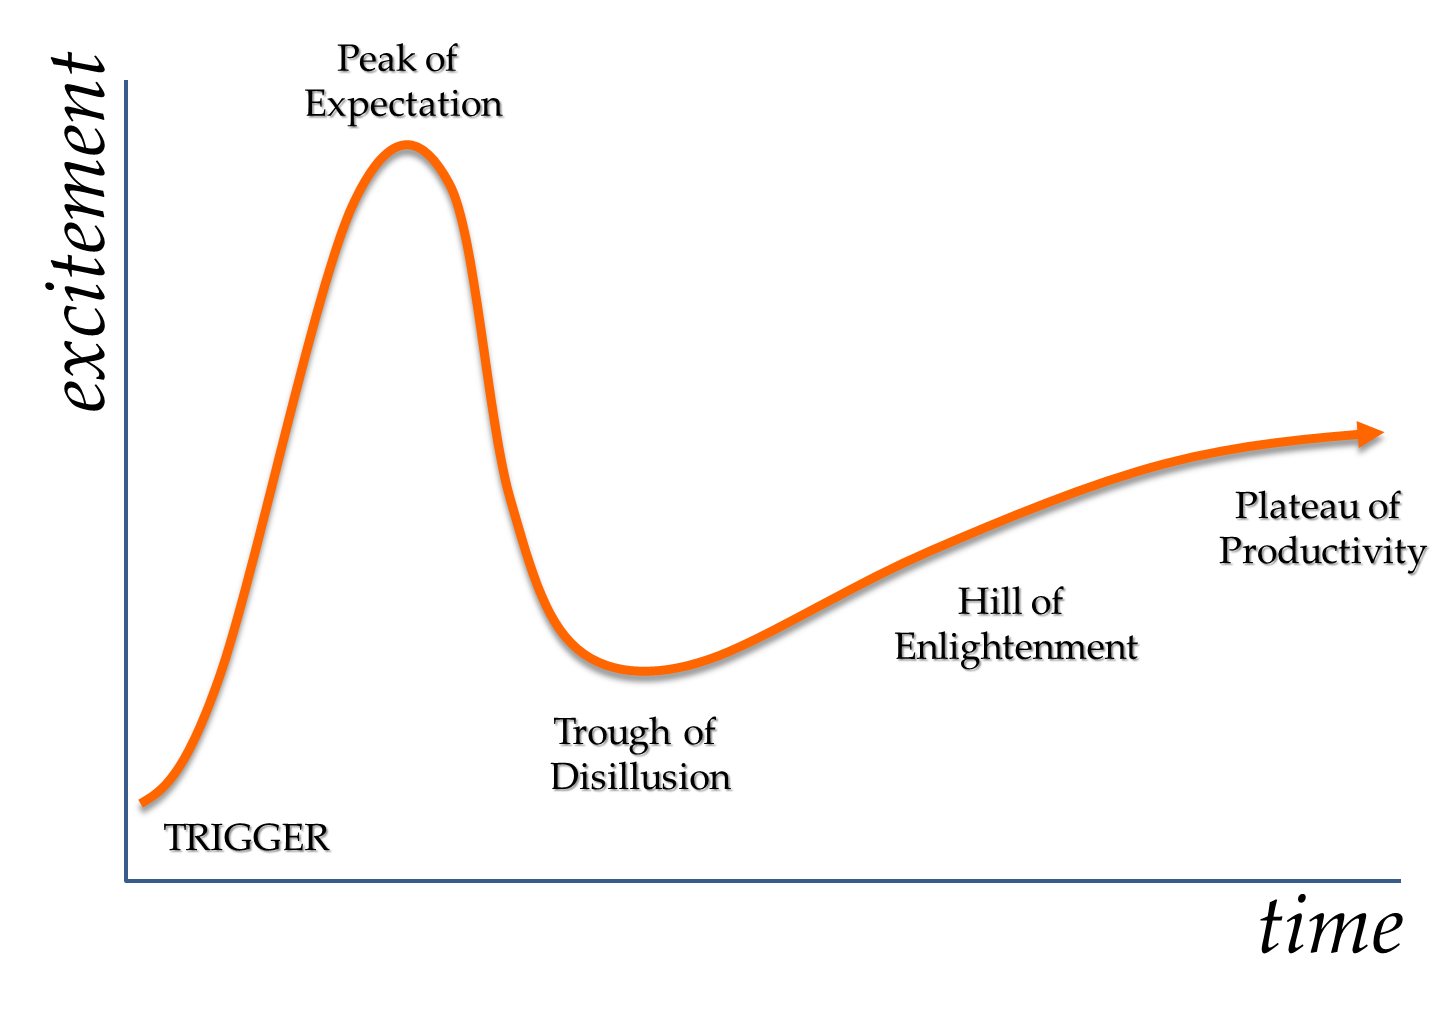 excitement
Peak of
Expectation
TRIGGER
Trough of
Disillusion
Hill of
Enlightenment
Plateau of
Productivity
time